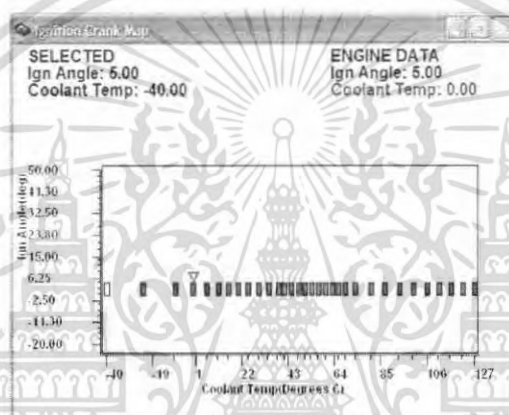 Ignition Crank Map
SELECTED
Ign Angle: 5.00
Coolant Temp: -40.00
ENGINE DATA
Ign Angle: 5.00
Coolant Temp: 0.00
Ign Angle(deg)
50.00
41.30
32.50
23.80
15.00
6.25
-2.50
-11.30
-20.00
-40
-19
1
22
43
64
85
106
127
Coolant Temp(Degrees C)